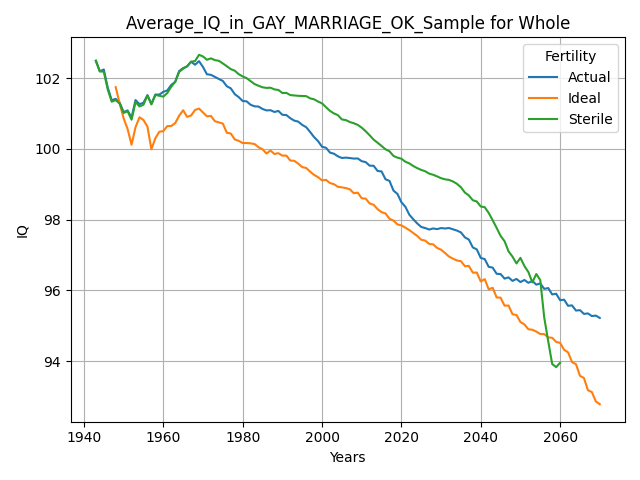 Average_IQ_in_GAY_MARRIAGE_OK_Sample for Whole
Fertility
Actual
Ideal
Sterile
IQ
102
100
98
96
94
1940
1960
1980
2000
2020
2040
2060
Years